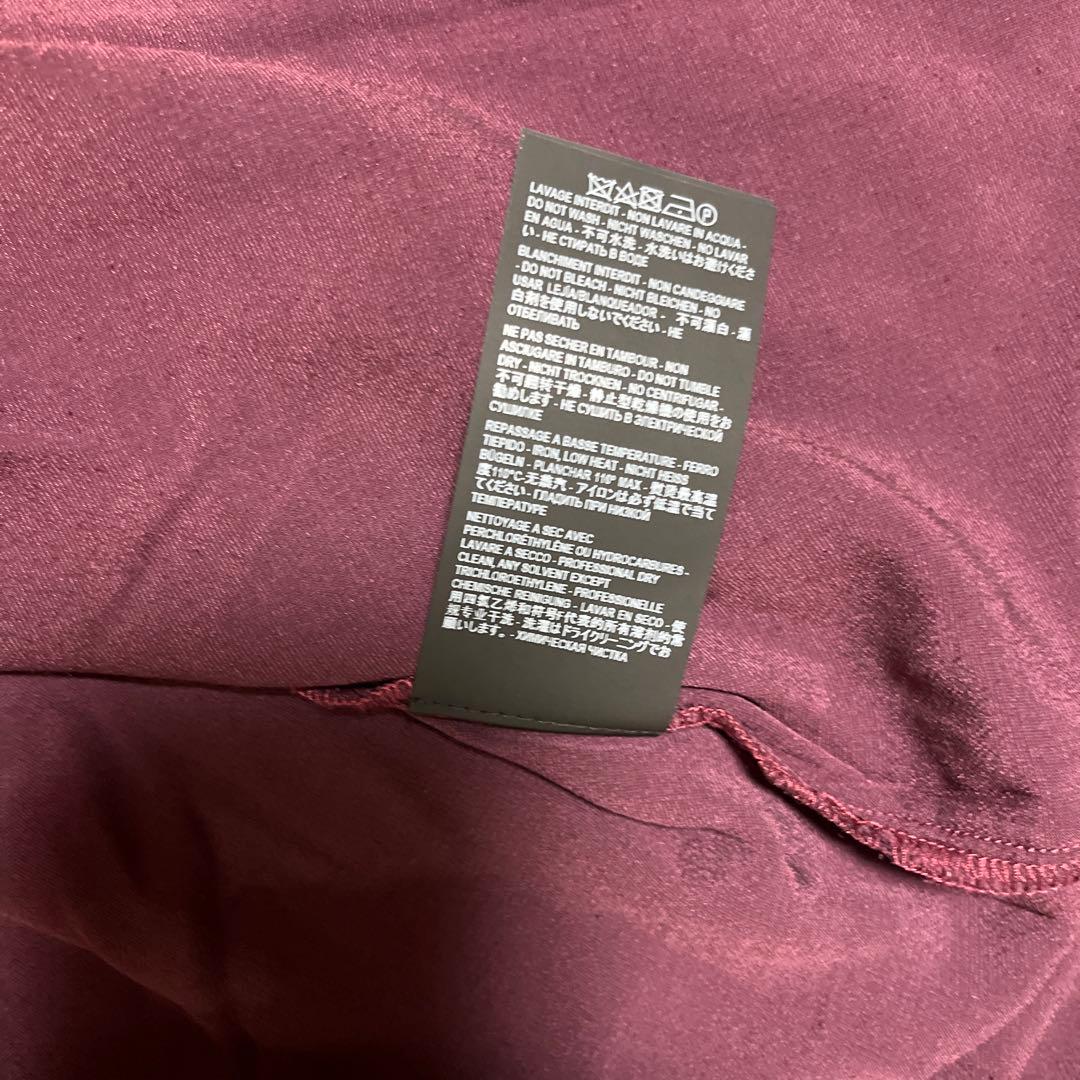 LAVAGE INTERDIT - NON LAVARE IN ACQUA -
DO NOT WASH - NICHT WASCHEN - NO LAVAR
EN AGUA - 不可水洗 - 水洗いはお避けくださ
い - НЕ СТИРАТЬ В ВОДЕ
BLANCHIMENT INTERDIT - NON CANDEGGIARE
- DO NOT BLEACH - NICHT BLEICHEN - NO
USAR LEJÍA/BLANQUEADOR - 不可漂白 - 漂
白剤を使用しないでください - НЕ
ОТБЕЛИВАТЬ
NE PAS SECHER EN TAMBOUR - NON
ASCIUGARE IN TAMBURO - DO NOT TUMBLE
DRY - NICHT TROCKNEN - NO CENTRIFUGAR -
不可翻转干燥 - 静止型乾燥機の使用をお
勧めします - НЕ СУШИТЬ В ЭЛЕКТРИЧЕСКОЙ
СУШИЛКЕ
REPASSAGE A BASSE TEMPERATURE - FERRO
TIEPIDO - IRON, LOW HEAT - NICHT HEISS
BÜGELN - PLANCHAR 110° MAX - 熨烫最高温
度110°C-无蒸汽 - アイロンは必ず低温で当て
てください - ГЛАДИТЬ ПРИ НИЗКОЙ
ТЕМПЕРАТУРЕ
NETTOYAGE A SEC AVEC
PERCHLORÉTHYLÈNE OU HYDROCARBURES -
LAVARE A SECCO - PROFESSIONAL DRY
CLEAN, ANY SOLVENT EXCEPT
TRICHLOROETHYLENE - PROFESSIONELLE
CHEMISCHE REINIGUNG - LAVAR EN SECO - 使
用四氯乙烯和符号F代表的所有溶剂的常
规专业干洗 - 洗濯はドライクリーニングでお
願いします。 - ХИМИЧЕСКАЯ ЧИСТКА